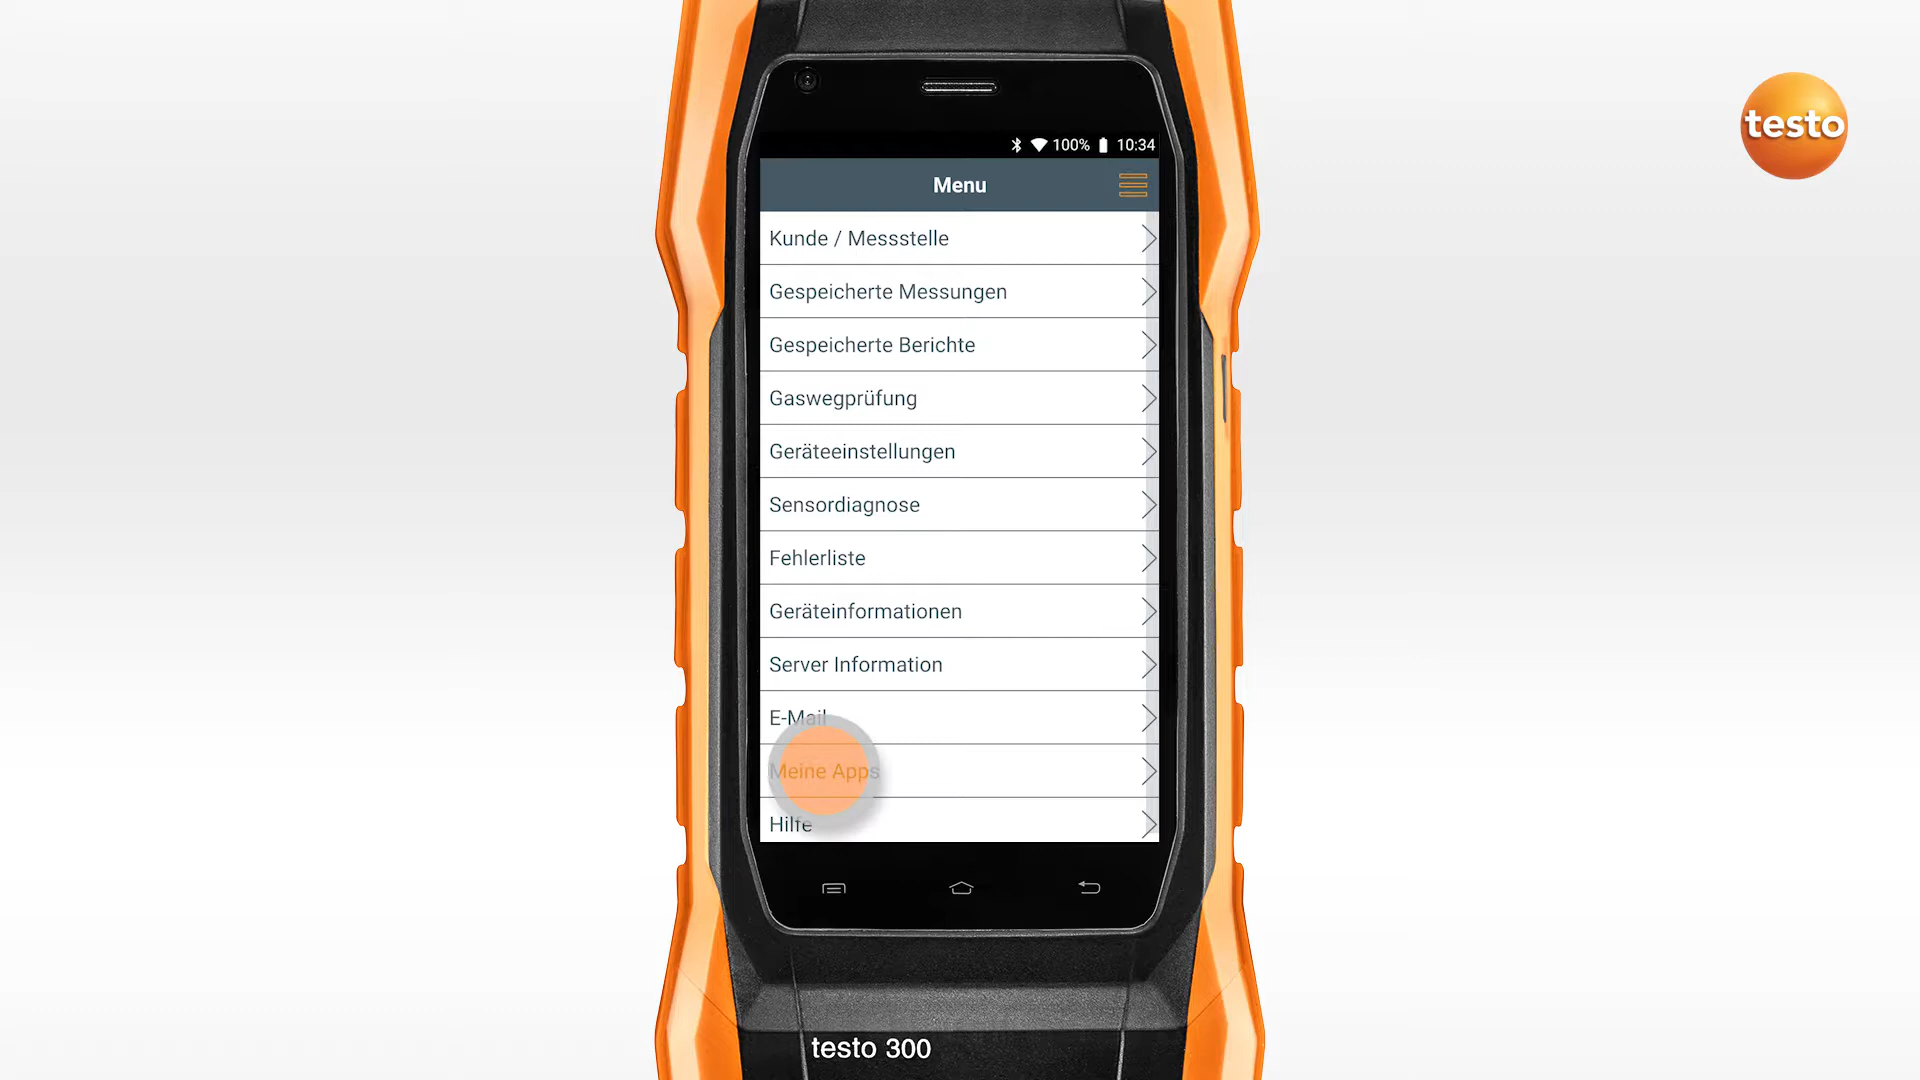 testo
100% 10:34
Menu
Kunde / Messstelle
Gespeicherte Messungen
Gespeicherte Berichte
Gaswegprüfung
Geräteeinstellungen
Sensordiagnose
Fehlerliste
Geräteinformationen
Server Information
E-Mail
Meine Apps
Hilfe
testo 300